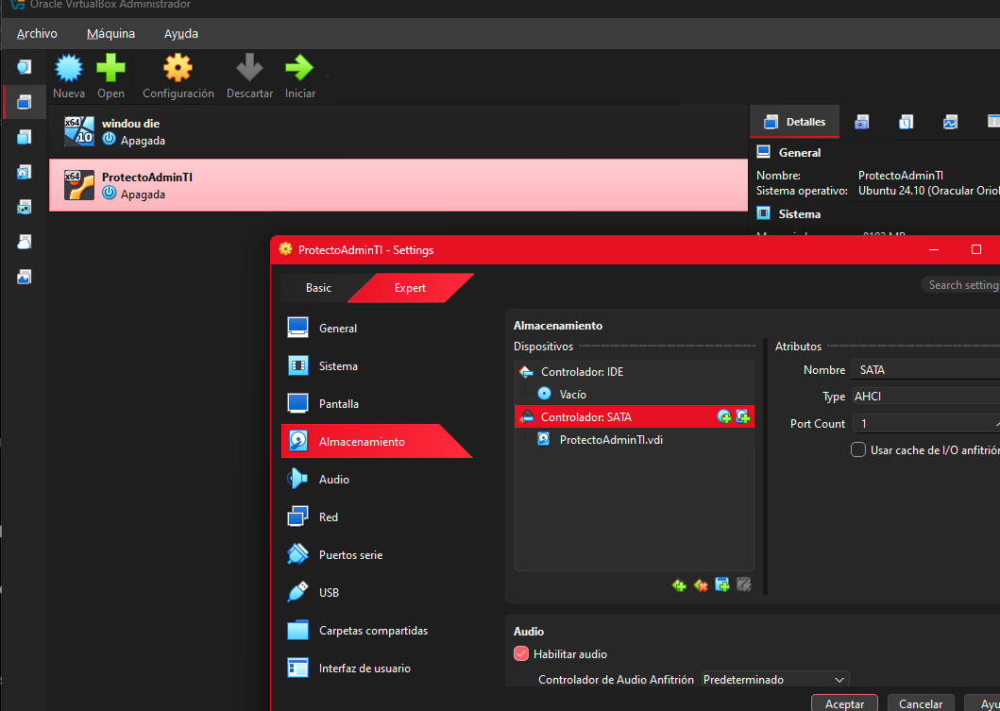 Oracle VirtualBox Administrador
Archivo Máquina Ayuda
Nueva Open Configuración Descartar Iniciar
x64 10 windou die
Apagada
x64 ProtectoAdminTI
Apagada
Detalles
General
Nombre: ProtectoAdminTI
Sistema operativo: Ubuntu 24.10 (Oracular Oriol
Sistema
ProtectoAdminTI - Settings
Basic Expert
Search setting
General
Sistema
Pantalla
Almacenamiento
Audio
Red
Puertos serie
USB
Carpetas compartidas
Interfaz de usuario
Almacenamiento
Dispositivos
Controlador: IDE
Vacío
Controlador: SATA
ProtectoAdminTI.vdi
Atributos
Nombre SATA
Type AHCI
Port Count 1
Usar cache de I/O anfitrión
Audio
Habilitar audio
Controlador de Audio Anfitrión Predeterminado
Aceptar Cancelar Ayu